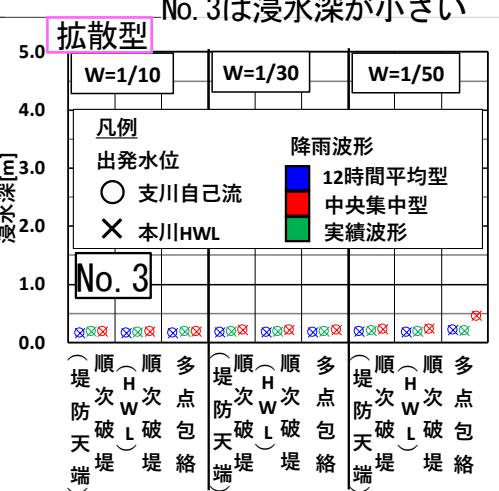 No.3は浸水深が小さい
拡散型
W=1/10
W=1/30
W=1/50
5.0
4.0
3.0
2.0
1.0
0.0
浸水深[m]
凡例
出発水位
支川自己流
本川HWL
降雨波形
12時間平均型
中央集中型
実績波形
No.3
順次破堤
(堤防天端)
順次破堤
(HWL)
多点包絡
順次破堤
(堤防天端)
順次破堤
(HWL)
多点包絡
順次破堤
(堤防天端)
順次破堤
(HWL)
多点包絡